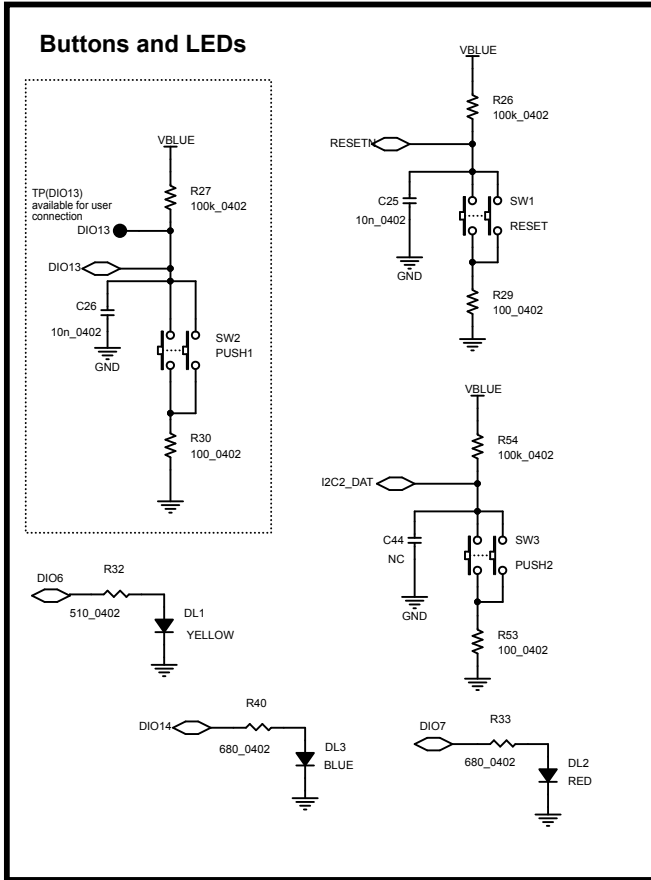 Buttons and LEDs
VBLUE
R27
100k_0402
TP(DIO13)
available for user
connection
DIO13
DIO13
C26
10n_0402
GND
SW2
PUSH1
R30
100_0402
VBLUE
R26
100k_0402
RESETN
C25
10n_0402
GND
SW1
RESET
R29
100_0402
VBLUE
R54
100k_0402
I2C2_DAT
C44
NC
GND
SW3
PUSH2
R53
100_0402
DIO6
R32
510_0402
DL1
YELLOW
DIO14
R40
680_0402
DL3
BLUE
DIO7
R33
680_0402
DL2
RED